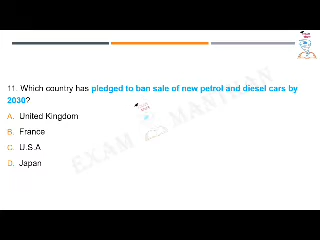 11. Which country has pledged to ban sale of new petrol and diesel cars by
2030?
A. United Kingdom
B. France
C. U.S.A
D. Japan
EXAM MANTHAN